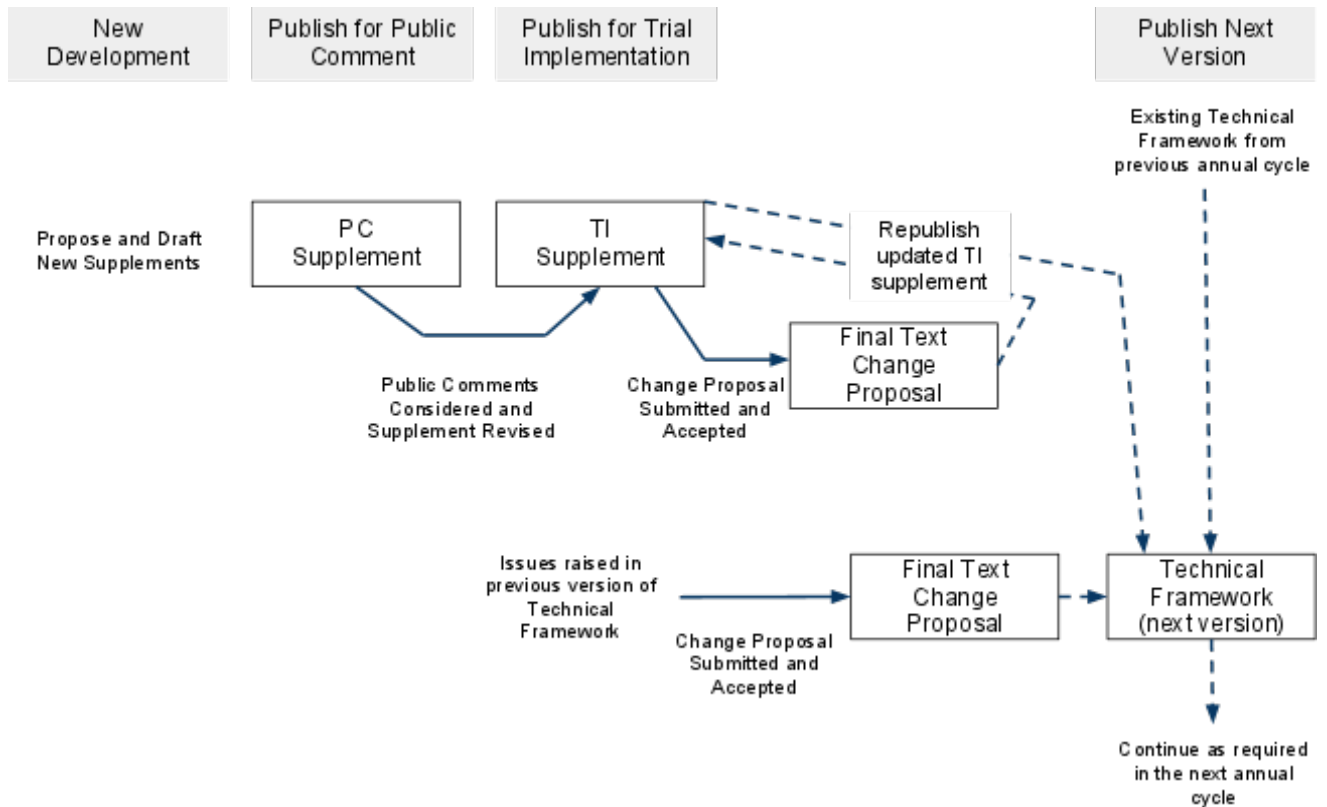 New
Development
Publish for Public
Comment
Publish for Trial
Implementation
Publish Next
Version
Existing Technical
Framework from
previous annual cycle
Propose and Draft
New Supplements
PC
Supplement
TI
Supplement
Republish
updated TI
supplement
Final Text
Change
Proposal
Public Comments
Considered and
Supplement Revised
Change Proposal
Submitted and
Accepted
Issues raised in
previous version of
Technical
Framework
Change Proposal
Submitted and
Accepted
Final Text
Change
Proposal
Technical
Framework
(next version)
Continue as required
in the next annual
cycle